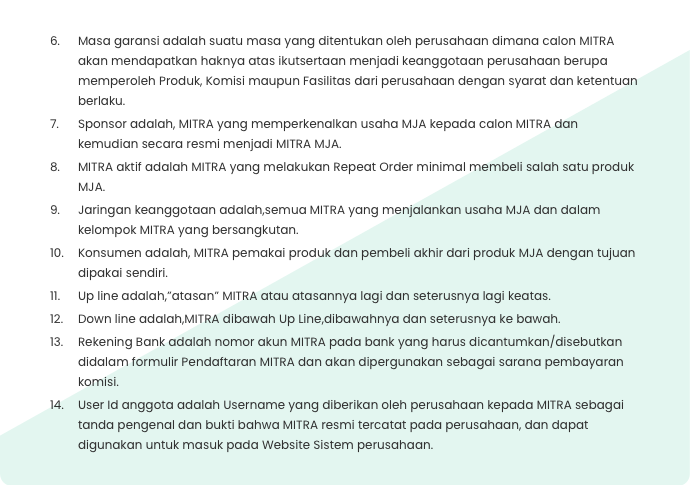 6. Masa garansi adalah suatu masa yang ditentukan oleh perusahaan dimana calon MITRA
akan mendapatkan haknya atas ikutsertaan menjadi keanggotaan perusahaan berupa
memperoleh Produk, Komisi maupun Fasilitas dari perusahaan dengan syarat dan ketentuan
berlaku.
7. Sponsor adalah, MITRA yang memperkenalkan usaha MJA kepada calon MITRA dan
kemudian secara resmi menjadi MITRA MJA.
8. MITRA aktif adalah MITRA yang melakukan Repeat Order minimal membeli salah satu produk
MJA.
9. Jaringan keanggotaan adalah,semua MITRA yang menjalankan usaha MJA dan dalam
kelompok MITRA yang bersangkutan.
10. Konsumen adalah, MITRA pemakai produk dan pembeli akhir dari produk MJA dengan tujuan
dipakai sendiri.
11. Up line adalah,“atasan” MITRA atau atasannya lagi dan seterusnya lagi keatas.
12. Down line adalah,MITRA dibawah Up Line,dibawahnya dan seterusnya ke bawah.
13. Rekening Bank adalah nomor akun MITRA pada bank yang harus dicantumkan/disebutkan
didalam formulir Pendaftaran MITRA dan akan dipergunakan sebagai sarana pembayaran
komisi.
14. User Id anggota adalah Username yang diberikan oleh perusahaan kepada MITRA sebagai
tanda pengenal dan bukti bahwa MITRA resmi tercatat pada perusahaan, dan dapat
digunakan untuk masuk pada Website Sistem perusahaan.